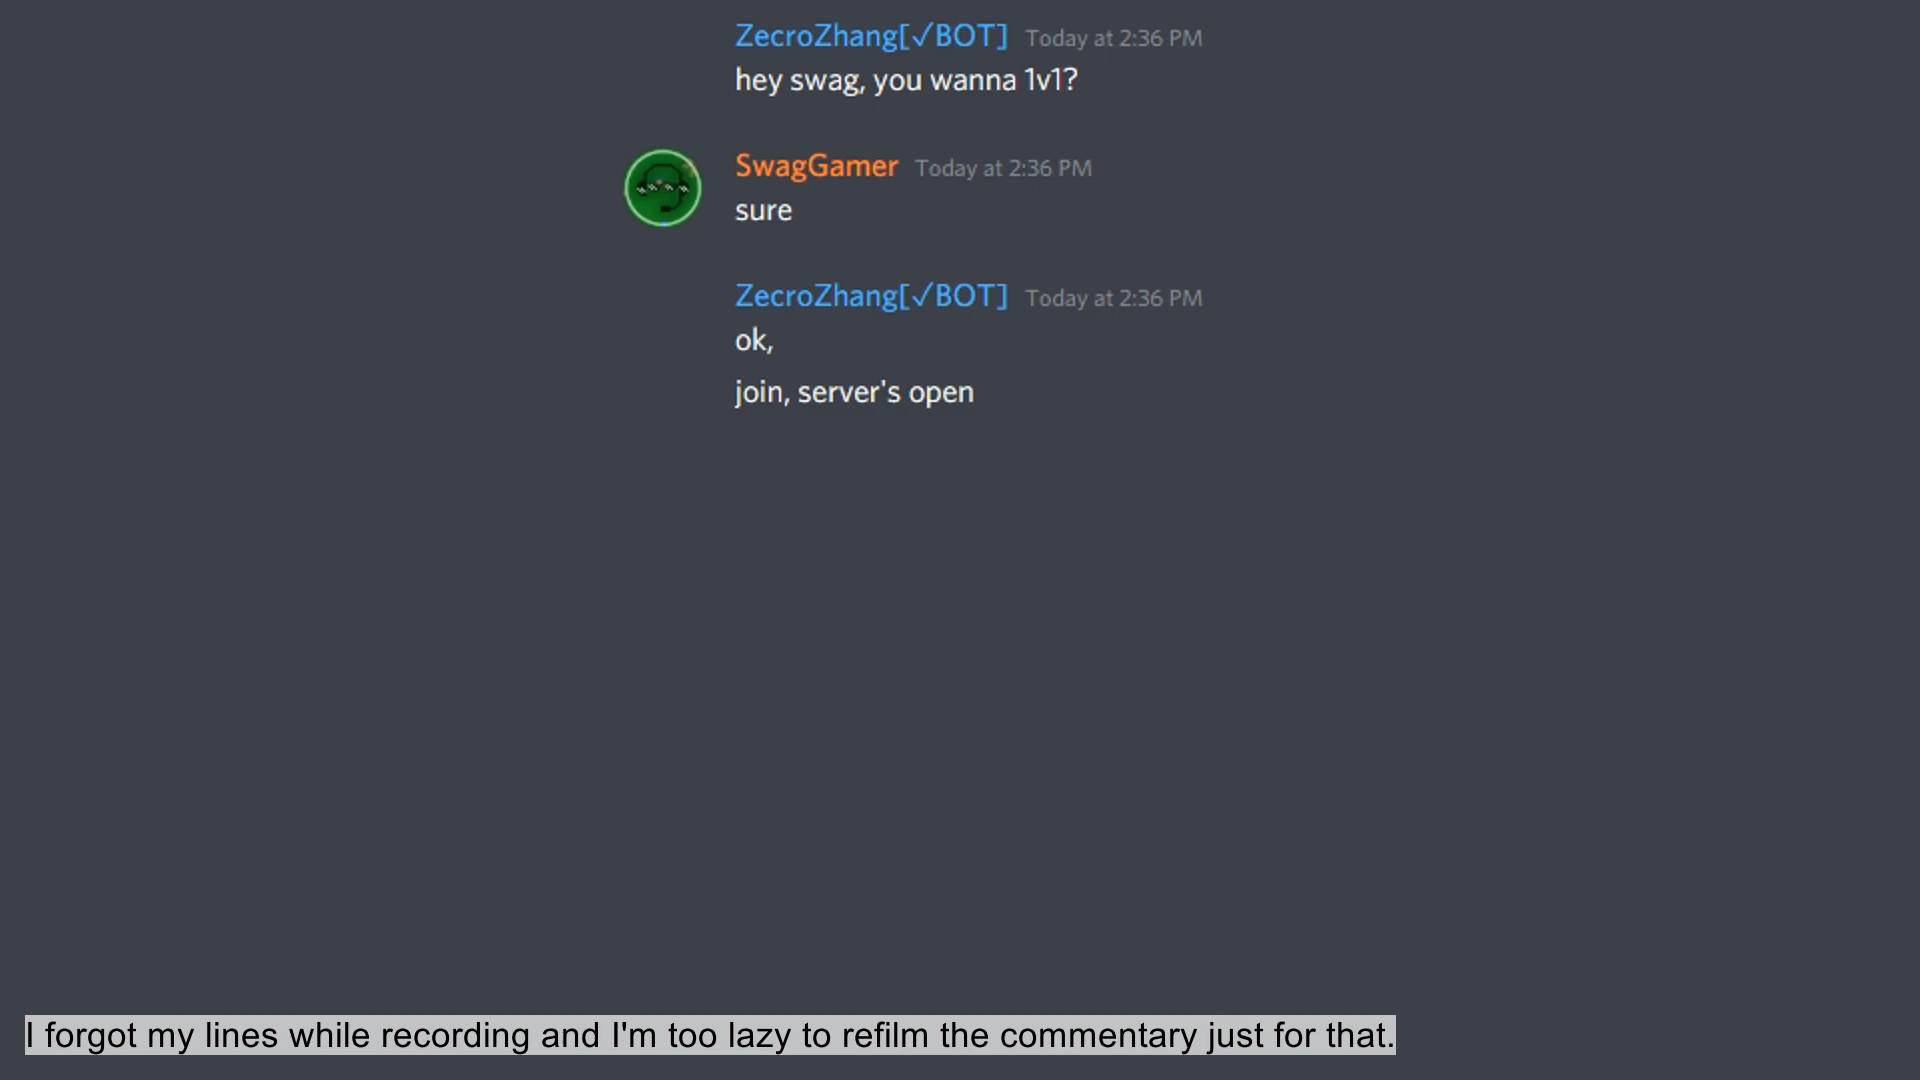 ZecroZhang[✓BOT] Today at 2:36 PM
hey swag, you wanna 1v1?
SwagGamer Today at 2:36 PM
sure
ZecroZhang[✓BOT] Today at 2:36 PM
ok,
join, server's open
I forgot my lines while recording and I'm too lazy to refilm the commentary just for that.